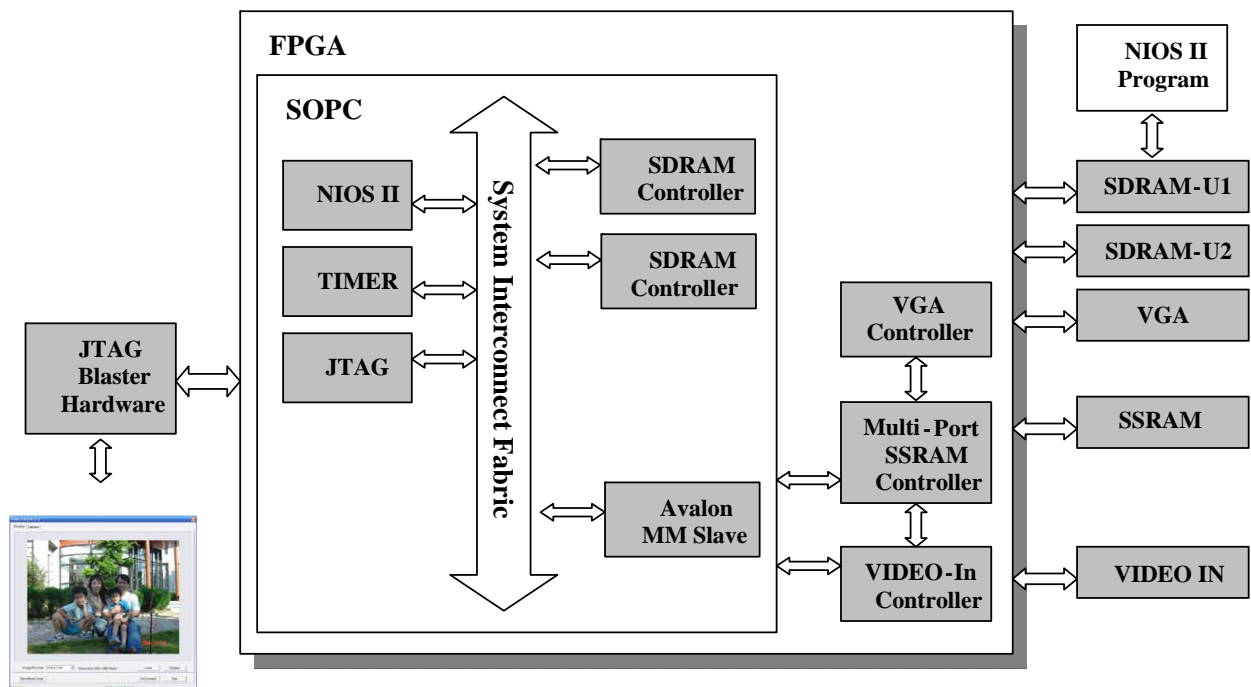 FPGA
SOPC
NIOS II
TIMER
JTAG
System Interconnect Fabric
SDRAM
Controller
SDRAM
Controller
Avalon
MM Slave
VGA
Controller
Multi-Port
SSRAM
Controller
VIDEO-In
Controller
JTAG
Blaster
Hardware
NIOS II
Program
SDRAM-U1
SDRAM-U2
VGA
SSRAM
VIDEO IN